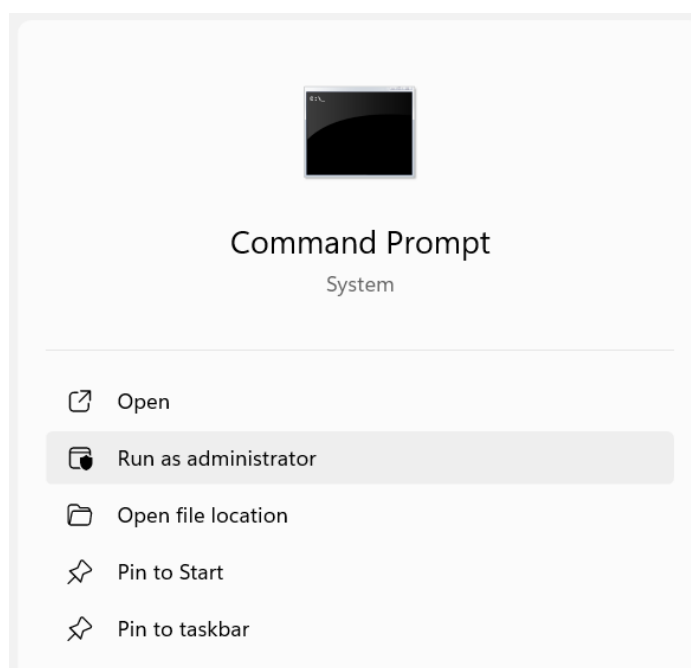 C:\_
Command Prompt
System
Open
Run as administrator
Open file location
Pin to Start
Pin to taskbar